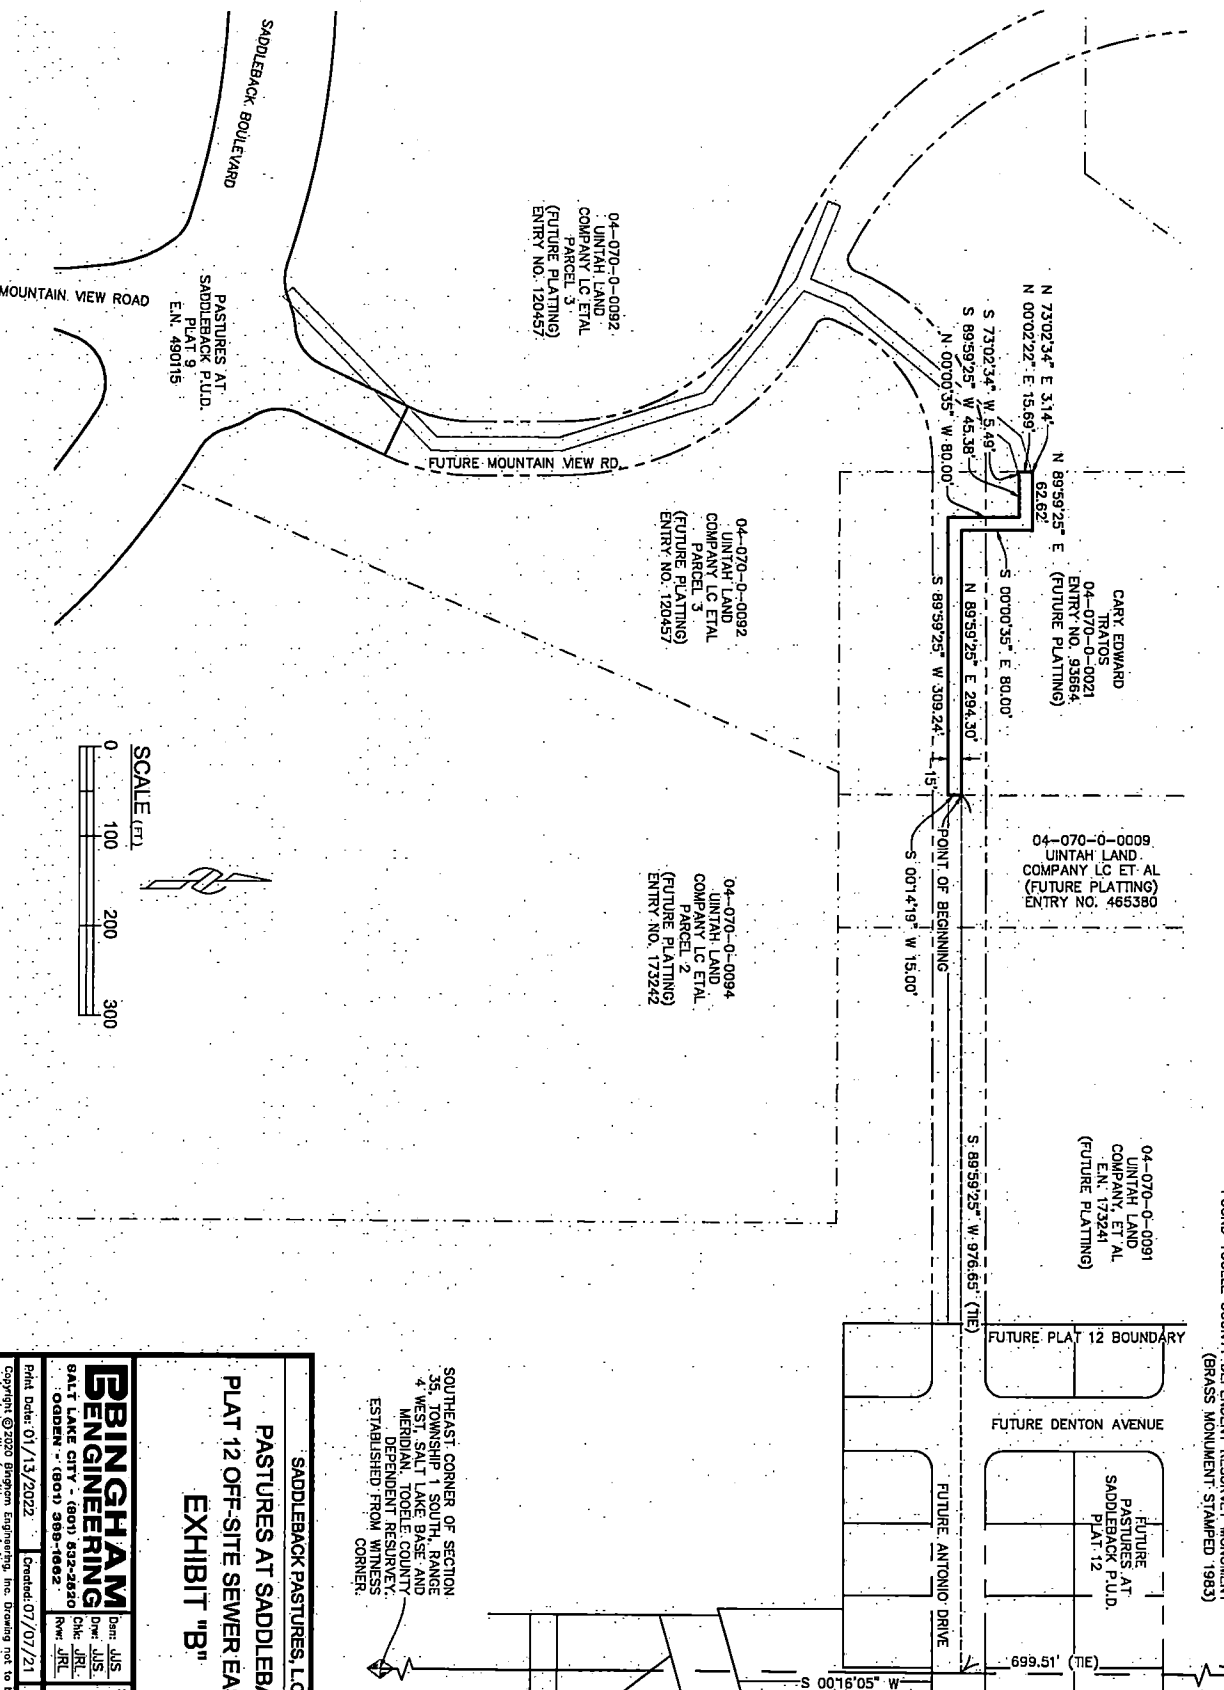 SADDLEBACK BOULEVARD
MOUNTAIN VIEW ROAD
PASTURES AT
SADDLEBACK P.U.D.
PLAT 9
E.N. 490115
04-070-0-0092
UINTAH LAND
COMPANY LC ETAL
PARCEL 3
(FUTURE PLATTING)
ENTRY NO. 120457
FUTURE MOUNTAIN VIEW RD.
04-070-0-0092
UINTAH LAND
COMPANY LC ETAL
PARCEL 3
(FUTURE PLATTING)
ENTRY NO. 120457
N 73°02'34" E 3.14'
N 00°02'22" E 15.69'
S 73°02'34" W 5.49'
S 89°59'25" W 45.38'
N 00°00'35" W 80.00'
N 89°59'25" E
62.62'
CARY EDWARD
TRATOS
04-070-0-0021
ENTRY NO. 93664
(FUTURE PLATTING)
S 00°00'35" E 80.00'
N 89°59'25" E 294.30'
S 89°59'25" W 309.24'
15'
POINT OF BEGINNING
S 00°14'19" W 15.00'
04-070-0-0009
UINTAH LAND
COMPANY LC ET AL
(FUTURE PLATTING)
ENTRY NO. 465380
04-070-0-0094
UINTAH LAND
COMPANY LC ETAL
PARCEL 2
(FUTURE PLATTING)
ENTRY NO. 173242
SCALE (FT)
0 100 200 300
04-070-0-0091
UINTAH LAND
COMPANY, ET AL
E.N. 173241
(FUTURE PLATTING)
S 89°59'25" W 976.65' (TIE)
(BRASS MONUMENT STAMPED 1983)
FUTURE PLAT 12 BOUNDARY
FUTURE DENTON AVENUE
FUTURE
PASTURES AT
SADDLEBACK P.U.D.
PLAT 12
FUTURE ANTONIO DRIVE
699.51' (TIE)
S 00°16'05" W
SOUTHEAST CORNER OF SECTION
35, TOWNSHIP 1 SOUTH, RANGE
4 WEST, SALT LAKE BASE AND
MERIDIAN, TOOELE COUNTY
DEPENDENT RESURVEY.
ESTABLISHED FROM WITNESS
CORNER.
SADDLEBACK PASTURES, L.C
PASTURES AT SADDLEBA
PLAT 12 OFF-SITE SEWER EA
EXHIBIT "B"
BINGHAM
ENGINEERING
SALT LAKE CITY - (801) 532-2520
OGDEN - (801) 399-1662
Dsn: JJS
Drw: JJS
Chk: JRL
Rvw: JRL
Print Date: 01/13/2022
Created: 07/07/21
Copyright ©2020 Bingham Engineering, Inc. Drawing not to b